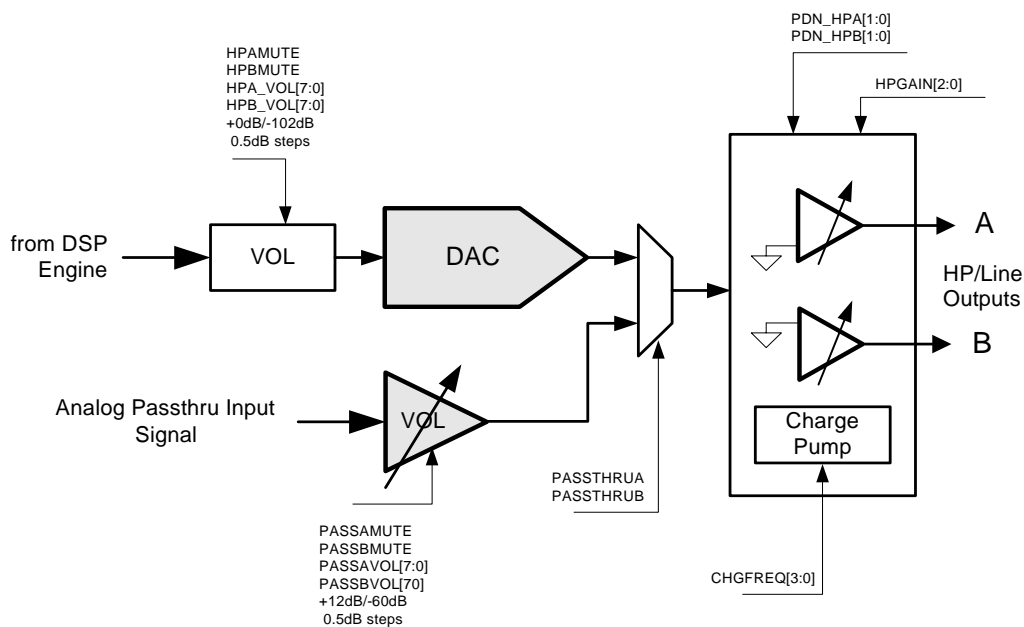 PDN_HPA[1:0]
PDN_HPB[1:0]
HPGAIN[2:0]
HPAMUTE
HPBMUTE
HPA_VOL[7:0]
HPB_VOL[7:0]
+0dB/-102dB
0.5dB steps
from DSP
Engine
VOL
DAC
A
HP/Line
Outputs
B
Analog Passthru Input
Signal
VOL
Charge
Pump
PASSTHRUA
PASSTHRUB
PASSAMUTE
PASSBMUTE
PASSAVOL[7:0]
PASSBVOL[70]
+12dB/-60dB
0.5dB steps
CHGFREQ[3:0]